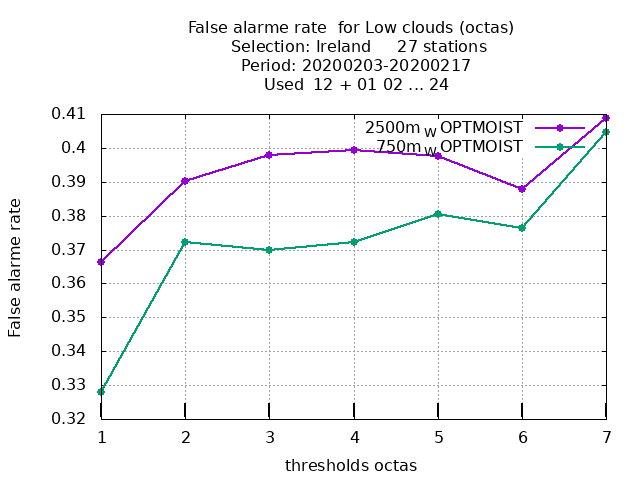 False alarme rate  for Low clouds (octas)
Selection: Ireland     27 stations
Period: 20200203-20200217
Used  12 + 01 02 ... 24
2500m W OPTMOIST
750m W OPTMOIST
0.41
0.4
0.39
0.38
0.37
0.36
0.35
0.34
0.33
0.32
False alarme rate
1 2 3 4 5 6 7
thresholds octas